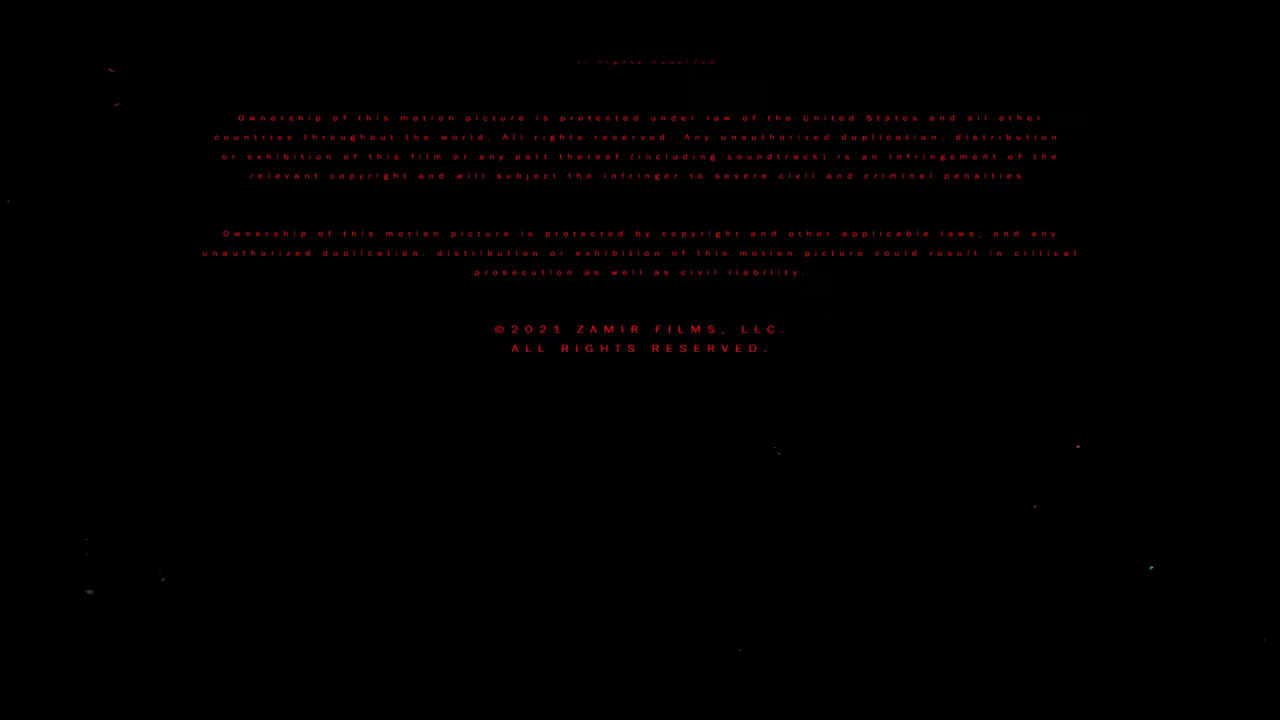 Rights Reserved
Ownership of this motion picture is protected under law of the United States and all other
countries throughout the world. All rights reserved. Any unauthorized duplication, distribution
or exhibition of this film or any part thereof (including soundtrack) is an infringement of the
relevant copyright and will subject the infringer to severe civil and criminal penalties
Ownership of this motion picture is protected by copyright and other applicable laws, and any
unauthorized duplication, distribution or exhibition of this motion picture could result in critical
prosecution as well as civil liability.
©2021 ZAMIR FILMS, LLC.
ALL RIGHTS RESERVED.